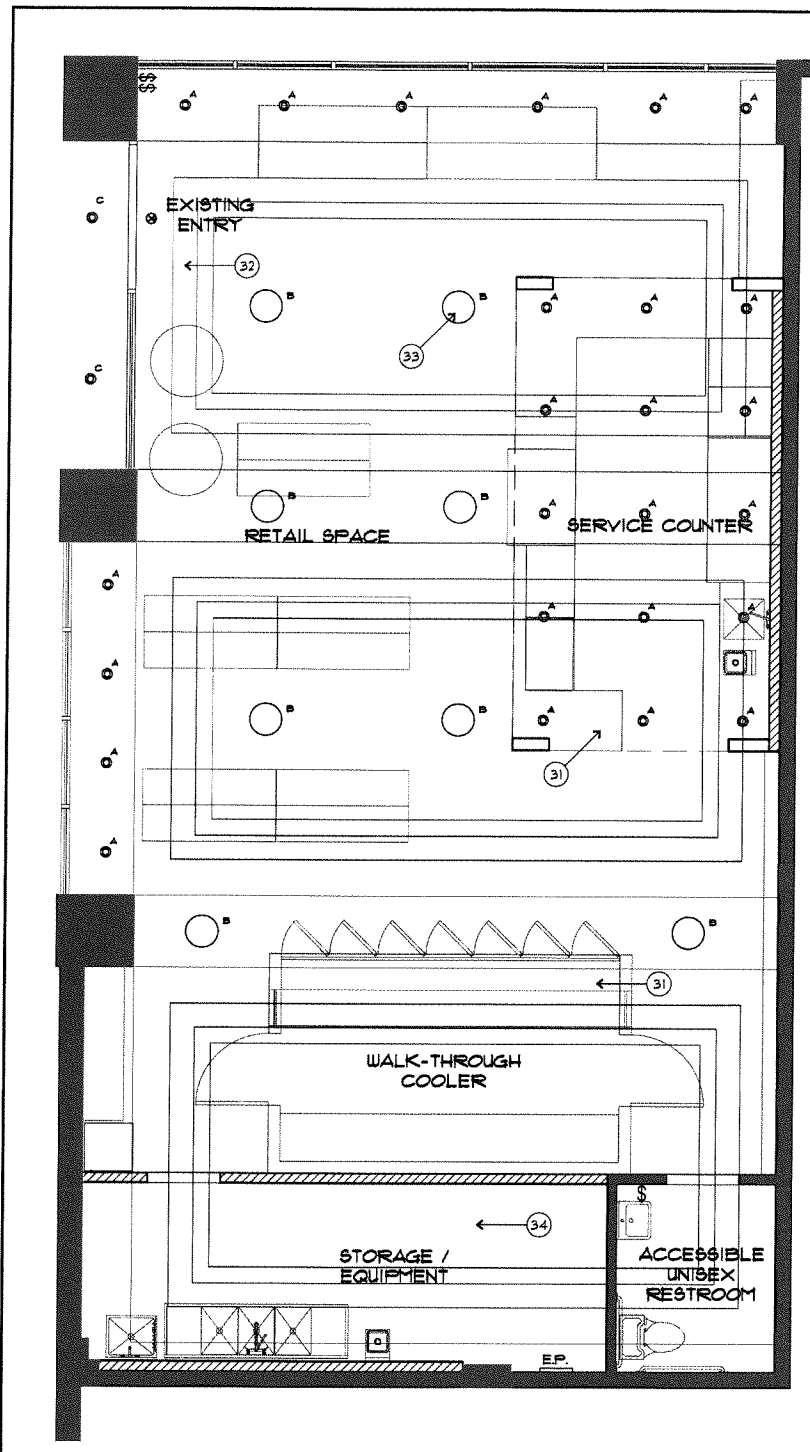 $$
A A A A A A
C
EXISTING
ENTRY
32
B B A A A
33
C
A A A
B B A A A
RETAIL SPACE
SERVICE COUNTER
A
A A A
A
B B A A A
A
31
A
B B
31
WALK-THROUGH
COOLER
$
34
STORAGE /
EQUIPMENT
ACCESSIBLE
UNISEX
RESTROOM
E.P.